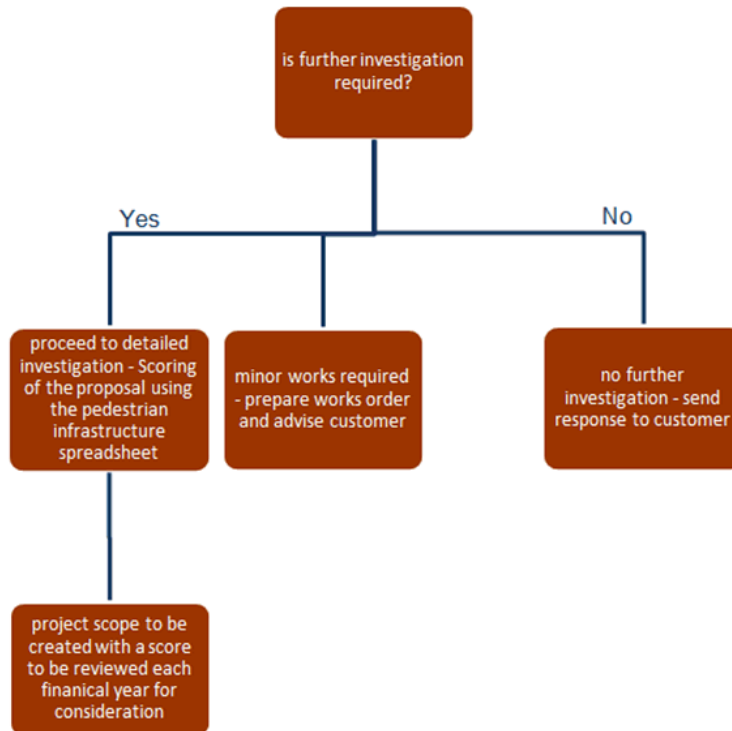 is further investigation
required?
Yes
No
proceed to detailed
investigation - Scoring
of the proposal using
the pedestrian
infrastructure
spreadsheet
minor works required
- prepare works order
and advise customer
no further
investigation - send
response to customer
project scope to be
created with a score
to be reviewed each
finanical year for
consideration